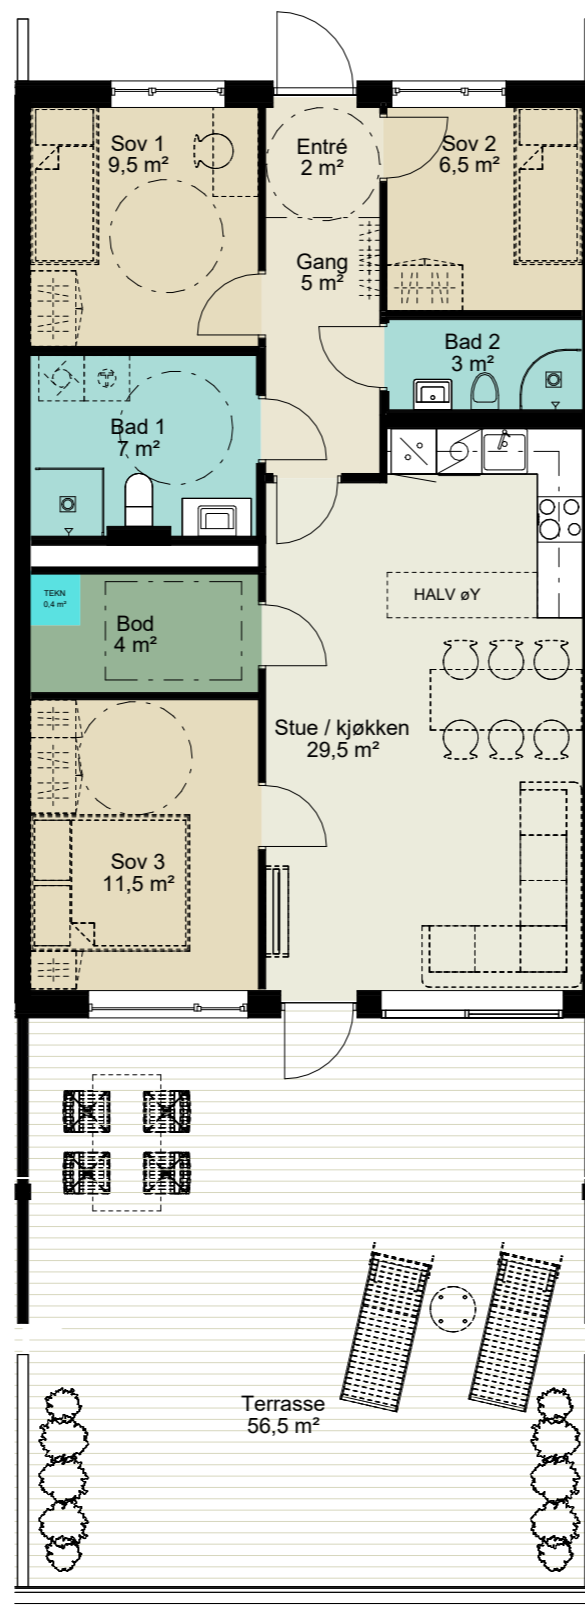 Sov 1
9,5 m²
Entré
2 m²
Sov 2
6,5 m²
Gang
5 m²
Bad 2
3 m²
Bad 1
7 m²
TEKN
0,4 m²
HALV øY
Bod
4 m²
Stue / kjøkken
29,5 m²
Sov 3
11,5 m²
Terrasse
56,5 m²